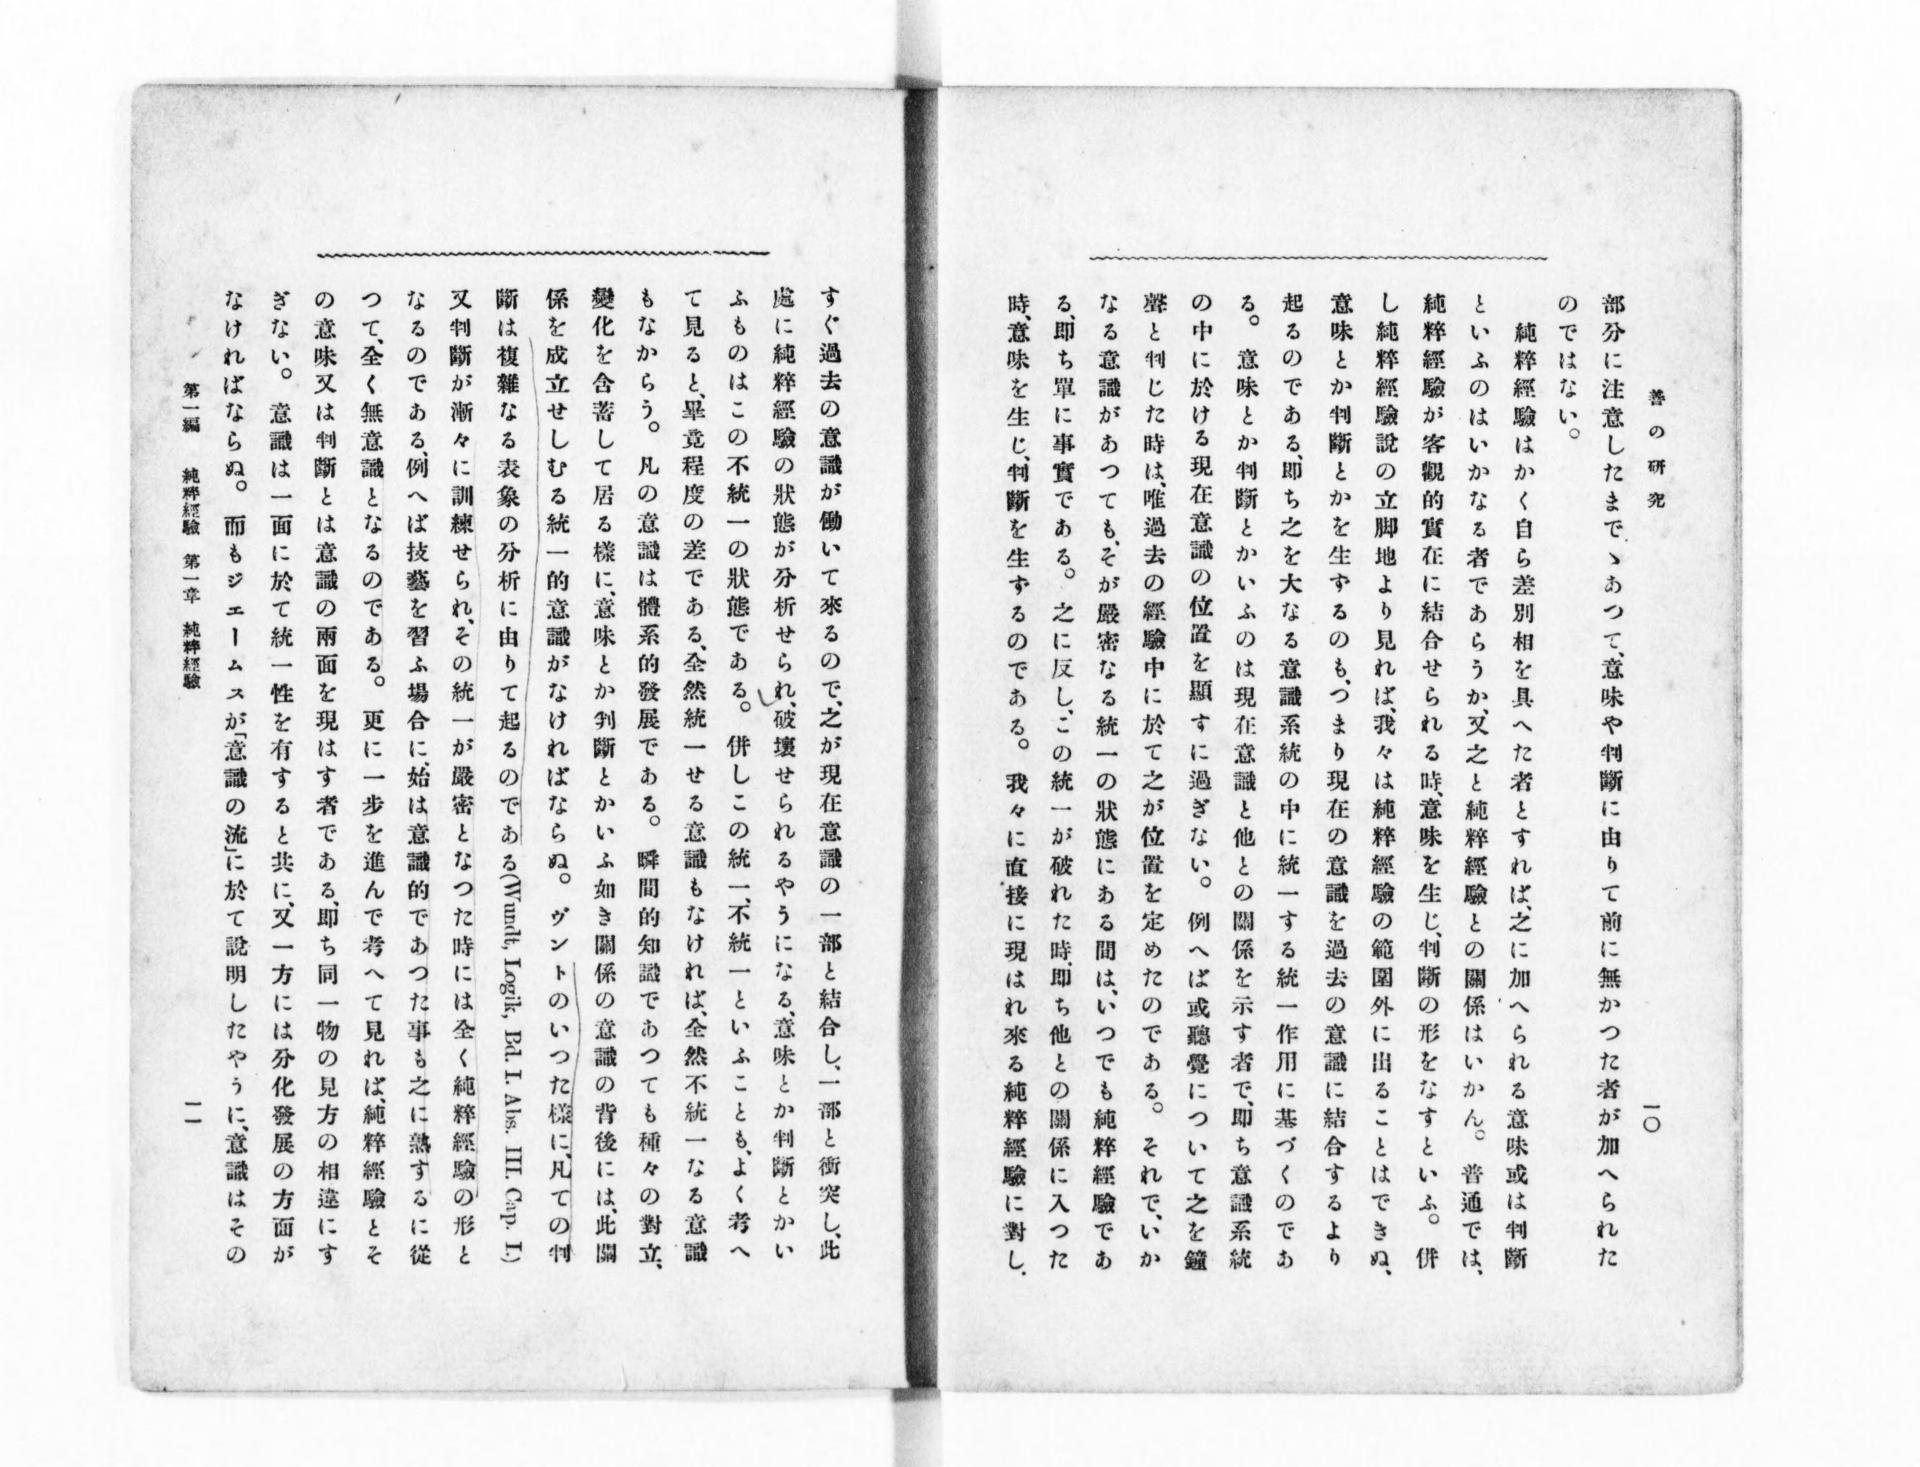 善の研究
一〇
部分に注意したまでゝあつて、意味や判斷に由りて前に無かつた者が加へられた
のではない。
純粹經驗はかく自ら差別相を具へた者とすれば、之に加へられる意味或は判斷
といふのはいかなる者であらうか、又之と純粹經驗との關係はいかん。普通では、
純粹經驗が客觀的實在に結合せられる時、意味を生じ、判斷の形をなすといふ。併
し純粹經驗說の立脚地より見れば、我々は純粹經驗の範圍外に出ることはできぬ、
意味とか判斷とかを生ずるのも、つまり現在の意識を過去の意識に結合するより
起るのである、卽ち之を大なる意識系統の中に統一する統一作用に基づくのであ
る。意味とか判斷とかいふのは現在意識と他との關係を示す者で、卽ち意識系統
の中に於ける現在意識の位置を顯すに過ぎない。例へば或聽覺について之を鐘
聲と判じた時は、唯過去の經驗中に於て之が位置を定めたのである。それで、いか
なる意識があつても、そが嚴密なる統一の狀態にある間は、いつでも純粹經驗であ
る、卽ち單に事實である。之に反し、この統一が破れた時、卽ち他との關係に入つた
時、意味を生じ、判斷を生ずるのである。我々に直接に現はれ來る純粹經驗に對し、
すぐ過去の意識が働いて來るので、之が現在意識の一部と結合し、一部と衝突し、此
處に純粹經驗の狀態が分析せられ、破壞せられるやうになる、意味とか判斷とかい
ふものはこの不統一の狀態である。併しこの統一、不統一といふことも、よく考へ
て見ると、畢竟程度の差である、全然統一せる意識もなければ、全然不統一なる意識
もなからう。凡の意識は體系的發展である。瞬間的知識であつても種々の對立、
變化を含蓄して居る樣に、意味とか判斷とかいふ如き關係の意識の背後には、此關
係を成立せしむる統一的意識がなければならぬ。ヴントのいつた樣に、凡ての判
斷は複雜なる表象の分析に由りて起るのである(Wundt, Logik, Bd. I. Abs. III. Cap. I.)
又判斷が漸々に訓練せられ、その統一が嚴密となつた時には全く純粹經驗の形と
なるのである、例へば技藝を習ふ場合に、始は意識的であつた事も之に熟するに從
つて、全く無意識となるのである。更に一步を進んで考へて見れば、純粹經驗とそ
の意味又は判斷とは意識の兩面を現はす者である、卽ち同一物の見方の相違にす
ぎない。意識は一面に於て統一性を有すると共に、又一方には分化發展の方面が
なければならぬ。而もジエームスが「意識の流」に於て說明したやうに、意識はその
第一編 純粹經驗 第一章 純粹經驗
一一